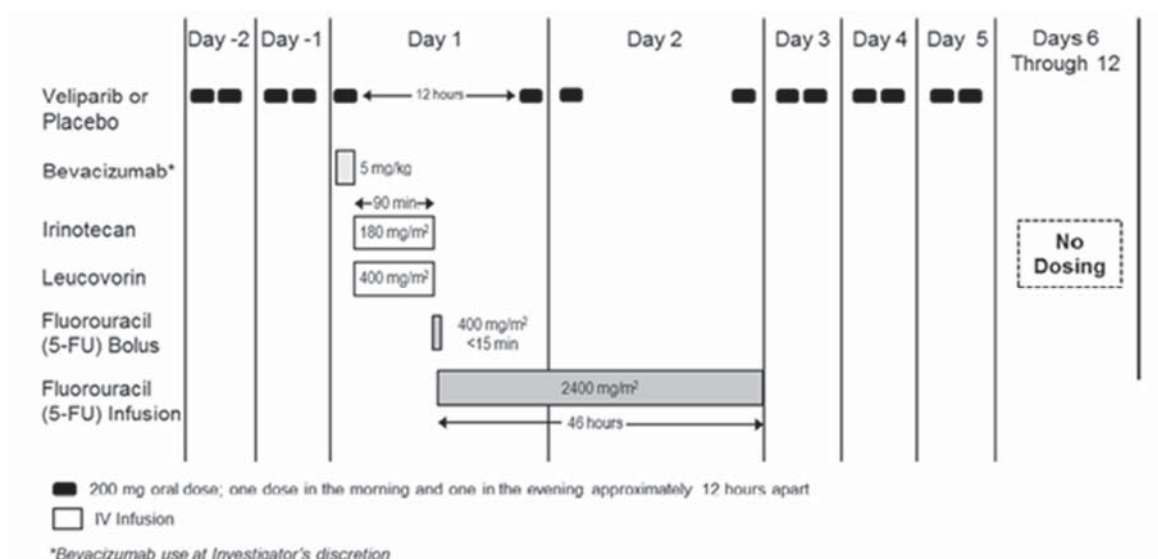 Day -2 Day -1 Day 1 Day 2 Day 3 Day 4 Day 5 Days 6
Through 12
Veliparib or
Placebo
12 hours
Bevacizumab*
5 mg/kg
90 min
Irinotecan
180 mg/m²
Leucovorin
400 mg/m²
No
Dosing
Fluorouracil
(5-FU) Bolus
400 mg/m²
<15 min
Fluorouracil
(5-FU) Infusion
2400 mg/m²
46 hours
200 mg oral dose; one dose in the morning and one in the evening approximately 12 hours apart
IV Infusion
*Bevacizumab use at Investigator's discretion